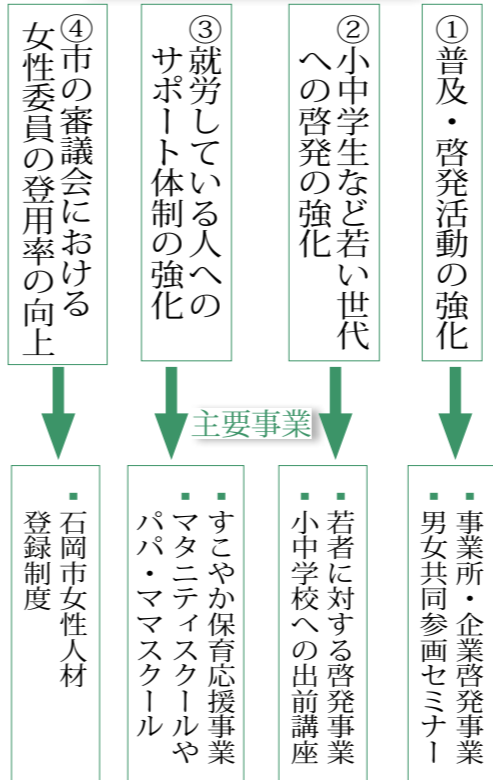 ①普及・啓発活動の強化
②小中学生など若い世代
への啓発の強化
③就労している人への
サポート体制の強化
④市の審議会における
女性委員の登用率の向上
主要事業
▪事業所・企業啓発事業
▪男女共同参画セミナー
▪若者に対する啓発事業
▪小中学校への出前講座
▪すこやか保育応援事業
▪マタニティスクールや
パパ・ママスクール
▪石岡市女性人材
登録制度